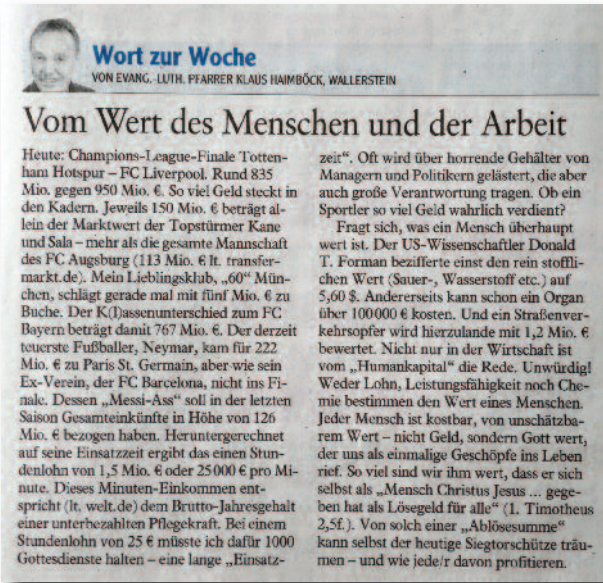 Wort zur Woche
VON EVANG.-LUTH. PFARRER KLAUS HAIMBÖCK, WALLERSTEIN
Vom Wert des Menschen und der Arbeit
Heute: Champions-League-Finale Totten-
ham Hotspur – FC Liverpool. Rund 835
Mio. gegen 950 Mio. €. So viel Geld steckt in
den Kadern. Jeweils 150 Mio. € beträgt al-
lein der Marktwert der Topstürmer Kane
und Sala – mehr als die gesamte Mannschaft
des FC Augsburg (113 Mio. € lt. transfer-
markt.de). Mein Lieblingsklub, „60“ Mün-
chen, schlägt gerade mal mit fünf Mio. € zu
Buche. Der K(l)assenunterschied zum FC
Bayern beträgt damit 767 Mio. €. Der derzeit
teuerste Fußballer, Neymar, kam für 222
Mio. € zu Paris St. Germain, aber wie sein
Ex-Verein, der FC Barcelona, nicht ins Fi-
nale. Dessen „Messi-Ass“ soll in der letzten
Saison Gesamteinkünfte in Höhe von 126
Mio. € bezogen haben. Heruntergerechnet
auf seine Einsatzzeit ergibt das einen Stun-
denlohn von 1,5 Mio. € oder 25 000 € pro Mi-
nute. Dieses Minuten-Einkommen ent-
spricht (lt. welt.de) dem Brutto-Jahresgehalt
einer unterbezahlten Pflegekraft. Bei einem
Stundenlohn von 25 € müsste ich dafür 1000
Gottesdienste halten – eine lange „Einsatz-
zeit“. Oft wird über horrende Gehälter von
Managern und Politikern gelästert, die aber
auch große Verantwortung tragen. Ob ein
Sportler so viel Geld wahrlich verdient?
Fragt sich, was ein Mensch überhaupt
wert ist. Der US-Wissenschaftler Donald
T. Forman bezifferte einst den rein stoffli-
chen Wert (Sauer-, Wasserstoff etc.) auf
5,60 $. Andererseits kann schon ein Organ
über 100 000 € kosten. Und ein Straßenver-
kehrsopfer wird hierzulande mit 1,2 Mio. €
bewertet. Nicht nur in der Wirtschaft ist
vom „Humankapital“ die Rede. Unwürdig!
Weder Lohn, Leistungsfähigkeit noch Che-
mie bestimmen den Wert eines Menschen.
Jeder Mensch ist kostbar, von unschätzba-
rem Wert – nicht Geld, sondern Gott wert,
der uns als einmalige Geschöpfe ins Leben
rief. So viel sind wir ihm wert, dass er sich
selbst als „Mensch Christus Jesus ... gege-
ben hat als Lösegeld für alle“ (1. Timotheus
2,5f.). Von solch einer „Ablösesumme“
kann selbst der heutige Siegtorschütze träu-
men – und wie jede/r davon profitieren.